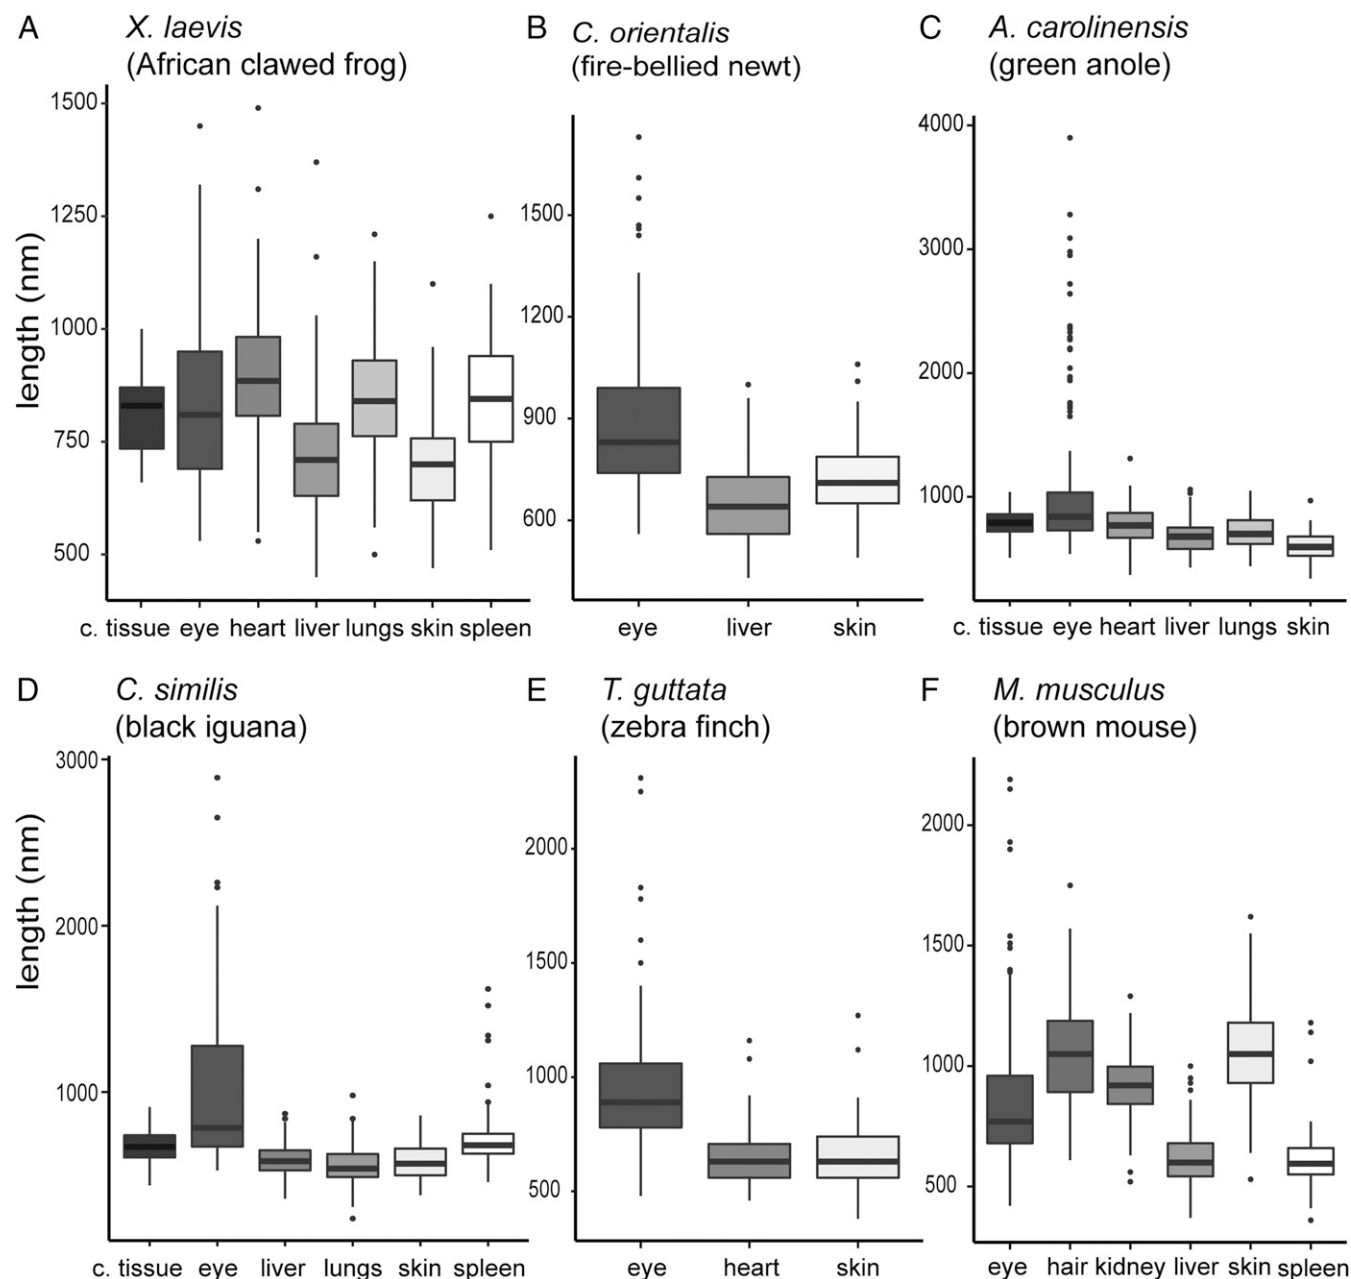 A
X. laevis
(African clawed frog)
length (nm)
1500
1250
1000
750
500
c. tissue eye heart liver lungs skin spleen
B
C. orientalis
(fire-bellied newt)
1500
1200
900
600
eye liver skin
C
A. carolinensis
(green anole)
4000
3000
2000
1000
c. tissue eye heart liver lungs skin
D
C. similis
(black iguana)
length (nm)
3000
2000
1000
c. tissue eye liver lungs skin spleen
E
T. guttata
(zebra finch)
2000
1500
1000
500
eye heart skin
F
M. musculus
(brown mouse)
2000
1500
1000
500
eye hair kidney liver skin spleen